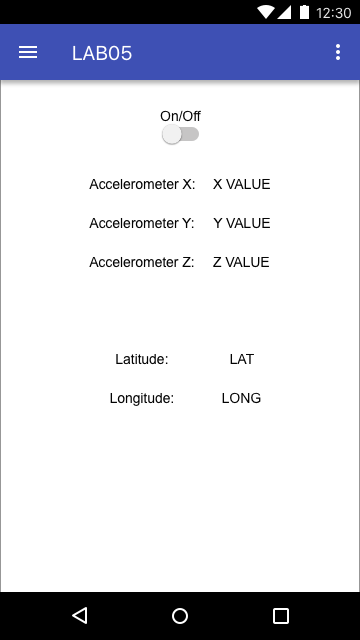 12:30
LAB05
On/Off
Accelerometer X: X VALUE
Accelerometer Y: Y VALUE
Accelerometer Z: Z VALUE
Latitude: LAT
Longitude: LONG